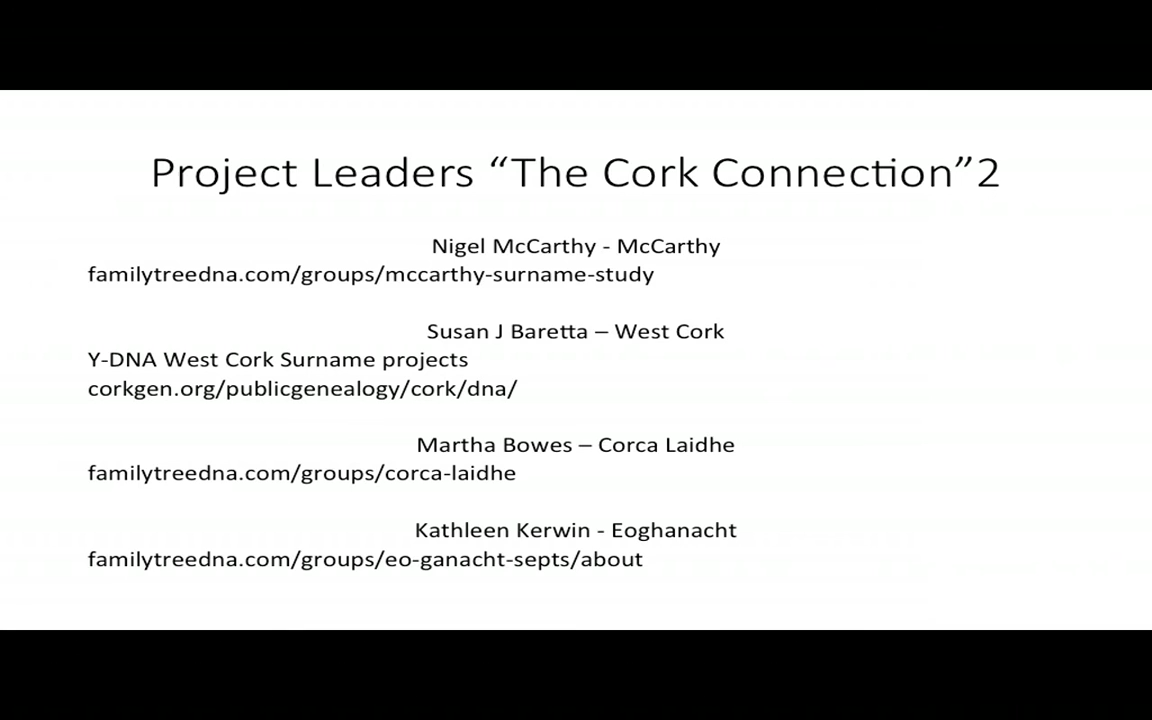 Project Leaders “The Cork Connection”2
Nigel McCarthy - McCarthy
familytreedna.com/groups/mccarthy-surname-study
Susan J Baretta – West Cork
Y-DNA West Cork Surname projects
corkgen.org/publicgenealogy/cork/dna/
Martha Bowes – Corca Laidhe
familytreedna.com/groups/corca-laidhe
Kathleen Kerwin - Eoghanacht
familytreedna.com/groups/eo-ganacht-septs/about